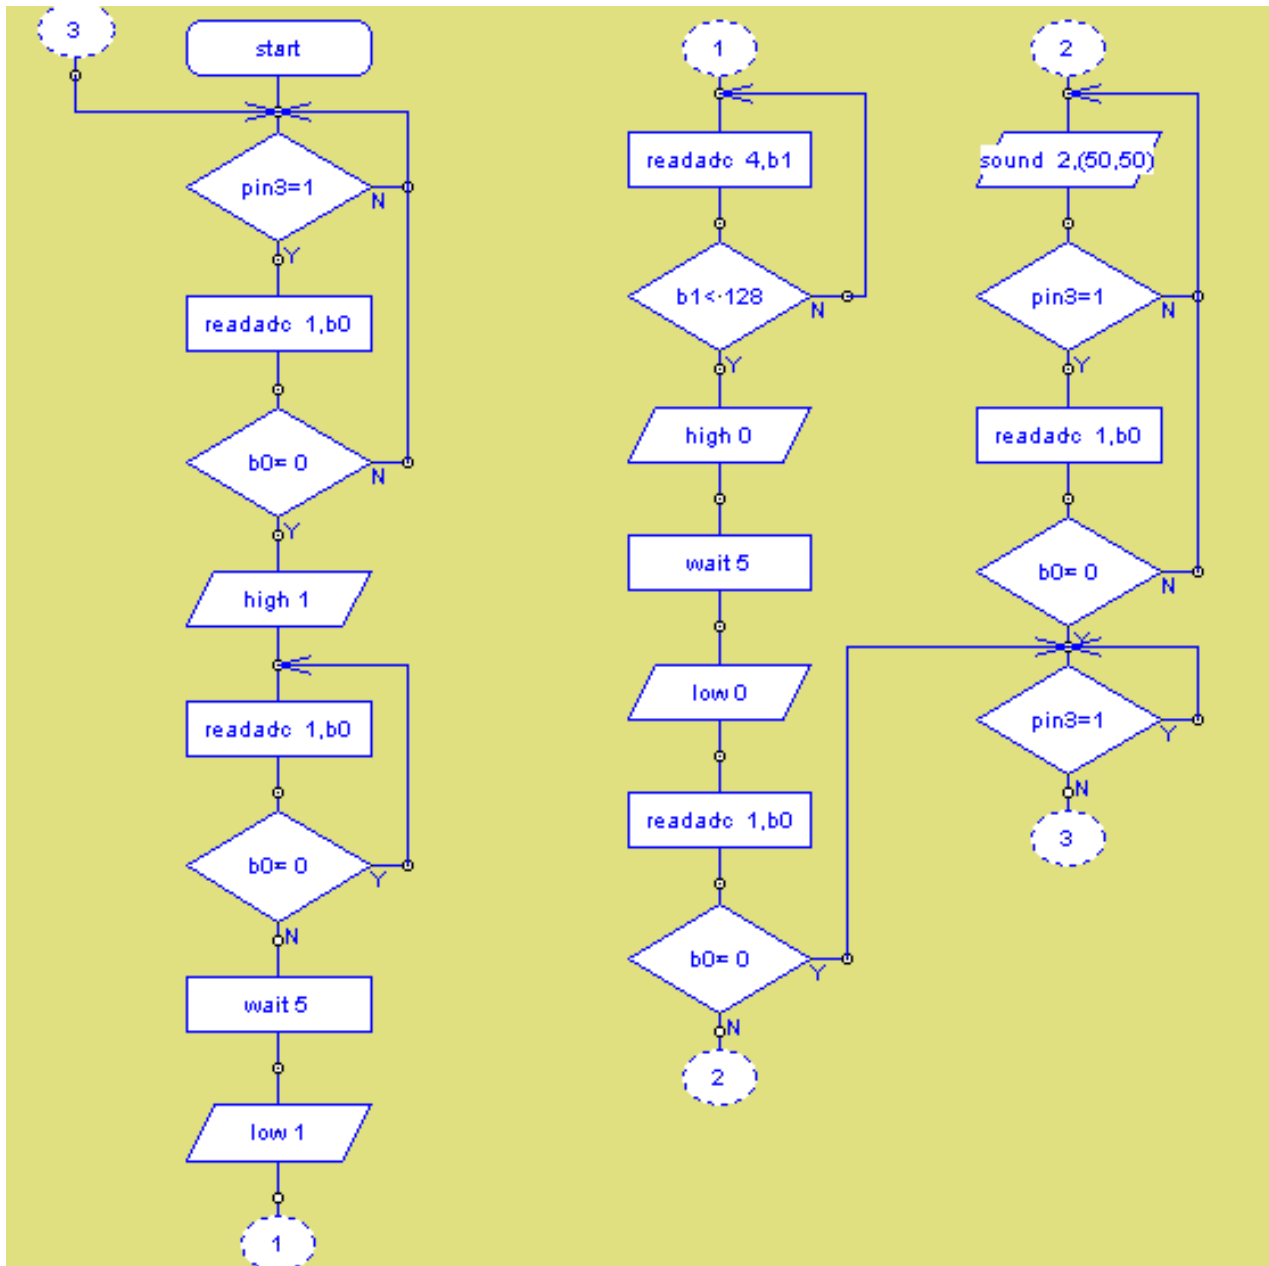 3
start
pin3=1
N
Y
readadc 1,b0
b0= 0
N
Y
high 1
readadc 1,b0
b0= 0
Y
N
wait 5
low 1
1
1
readadc 4,b1
b1< 128
N
Y
high 0
wait 5
low 0
readadc 1,b0
b0= 0
Y
N
2
2
sound 2,(50,50)
pin3=1
N
Y
readadc 1,b0
b0= 0
N
Y
pin3=1
Y
N
3